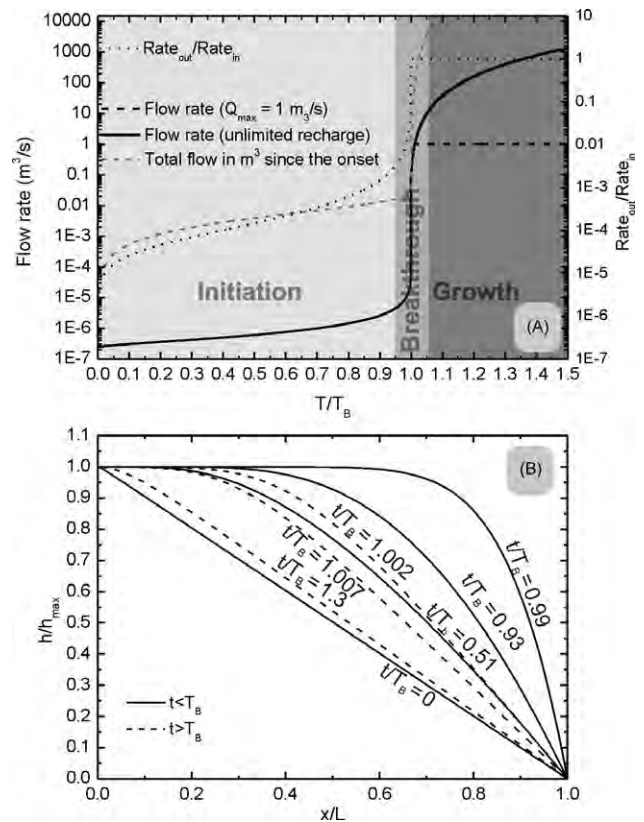 10000
1000
100
10
1
0.1
0.01
1E-3
1E-4
1E-5
1E-6
1E-7
Flow rate (m³/s)
Rate_out/Rate_in
Flow rate (Q_max = 1 m_3/s)
Flow rate (unlimited recharge)
Total flow in m³ since the onset
Initiation
Breakthrough
Growth
(A)
10
1
0.1
0.01
1E-3
1E-4
1E-5
1E-6
1E-7
Rate_out/Rate_in
0.0 0.1 0.2 0.3 0.4 0.5 0.6 0.7 0.8 0.9 1.0 1.1 1.2 1.3 1.4 1.5
T/T_B
1.1
1.0
0.9
0.8
0.7
0.6
0.5
0.4
0.3
0.2
0.1
0.0
h/h_max
(B)
t/T_B = 1.002
t/T_B = 1.007
t/T_B = 1.3
t/T_B = 0.99
t/T_B = 0.93
t/T_B = 0.51
t/T_B = 0
t<T_B
t>T_B
0.0 0.2 0.4 0.6 0.8 1.0
x/L